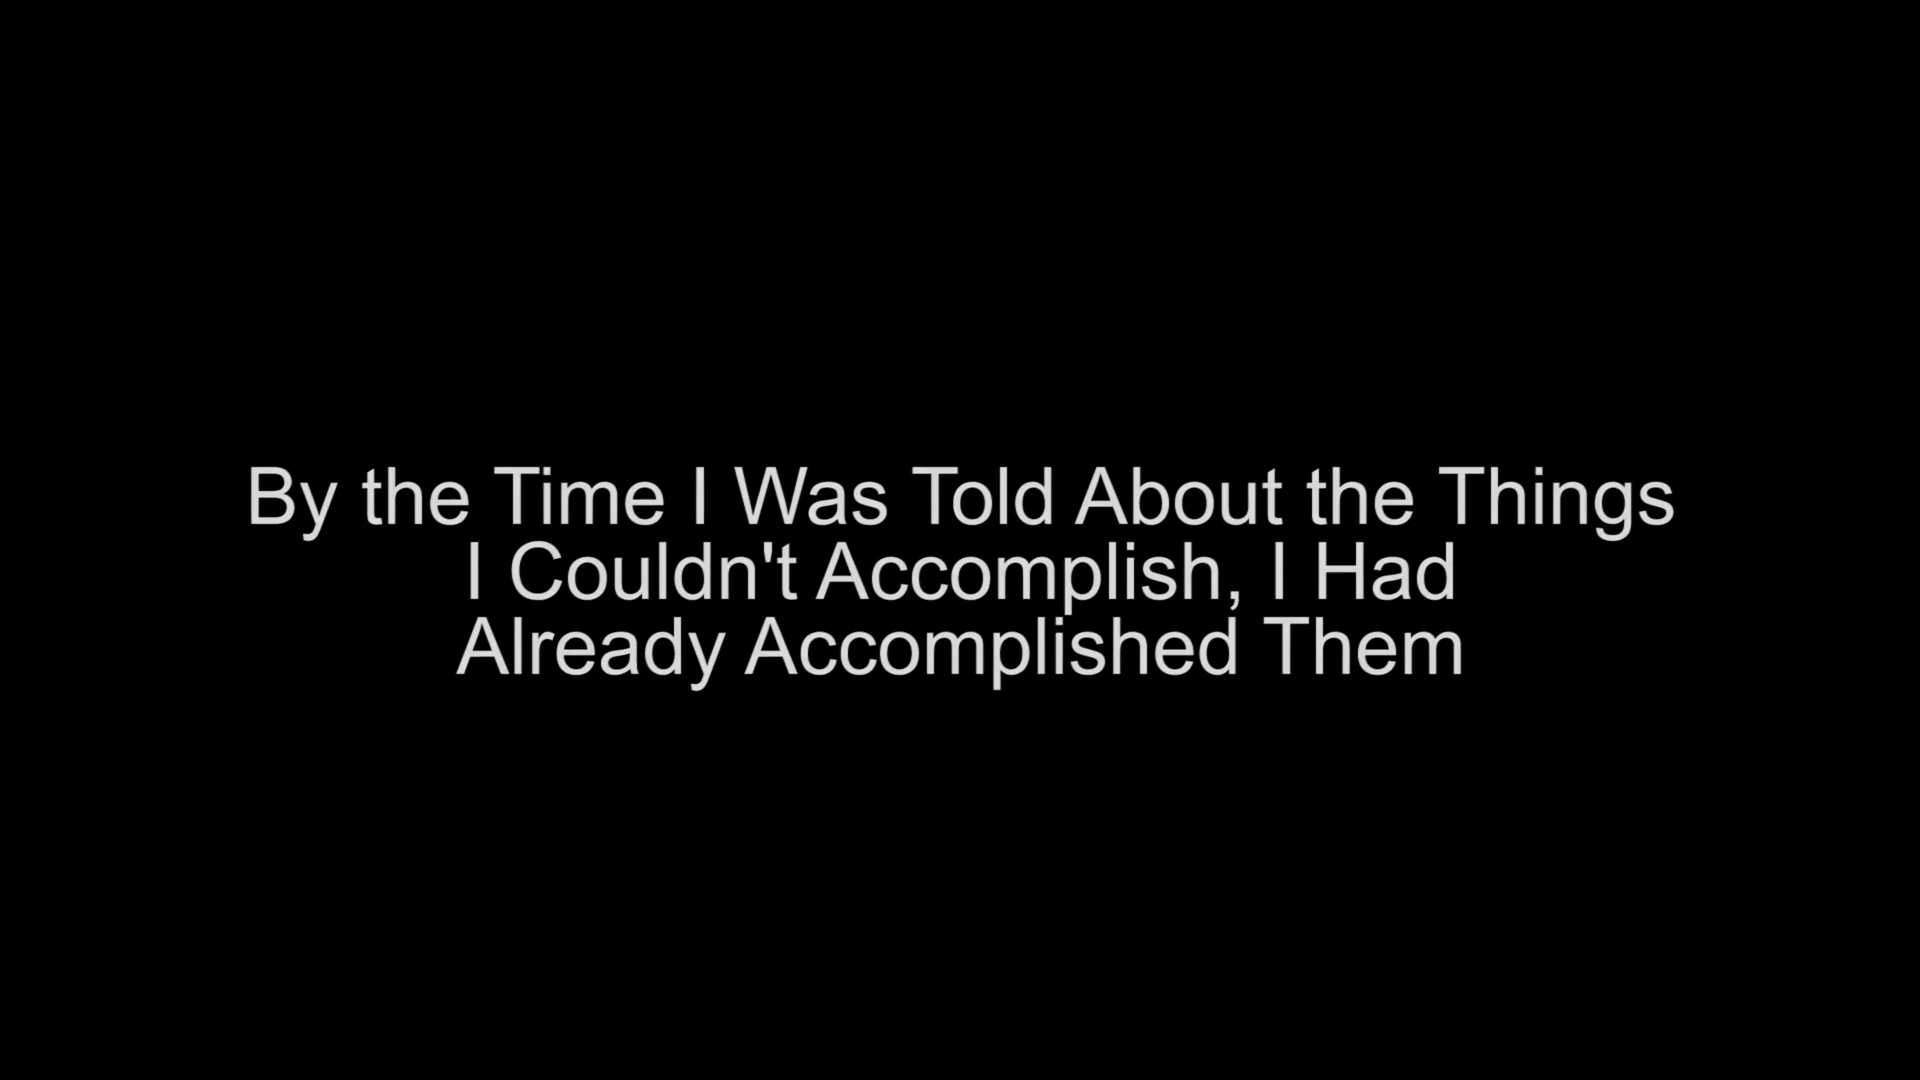 By the Time I Was Told About the Things
I Couldn't Accomplish, I Had
Already Accomplished Them